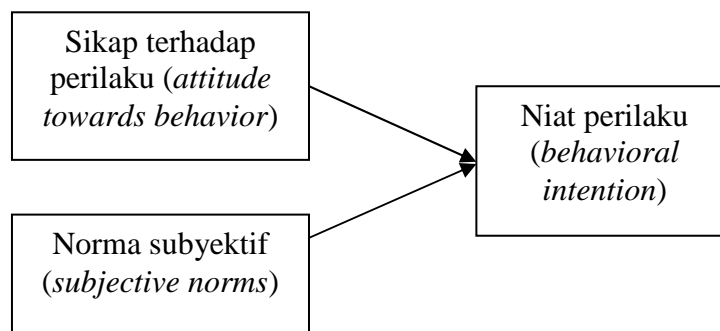 Sikap terhadap
perilaku (attitude
towards behavior)
Niat perilaku
(behavioral
intention)
Norma subyektif
(subjective norms)